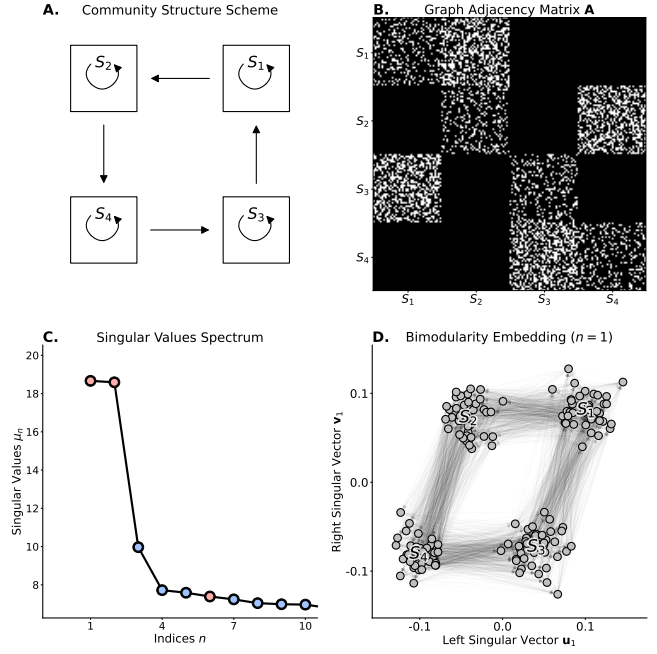 A. Community Structure Scheme
S₂
S₁
S₄
S₃
B. Graph Adjacency Matrix A
S₁
S₂
S₃
S₄
S₁ S₂ S₃ S₄
C. Singular Values Spectrum
Singular Values μₙ
20
18
16
14
12
10
8
1 4 7 10
Indices n
D. Bimodularity Embedding (n = 1)
Right Singular Vector v₁
0.1
0.0
-0.1
S₂
S₁
S₄
S₃
-0.1 0.0 0.1
Left Singular Vector u₁